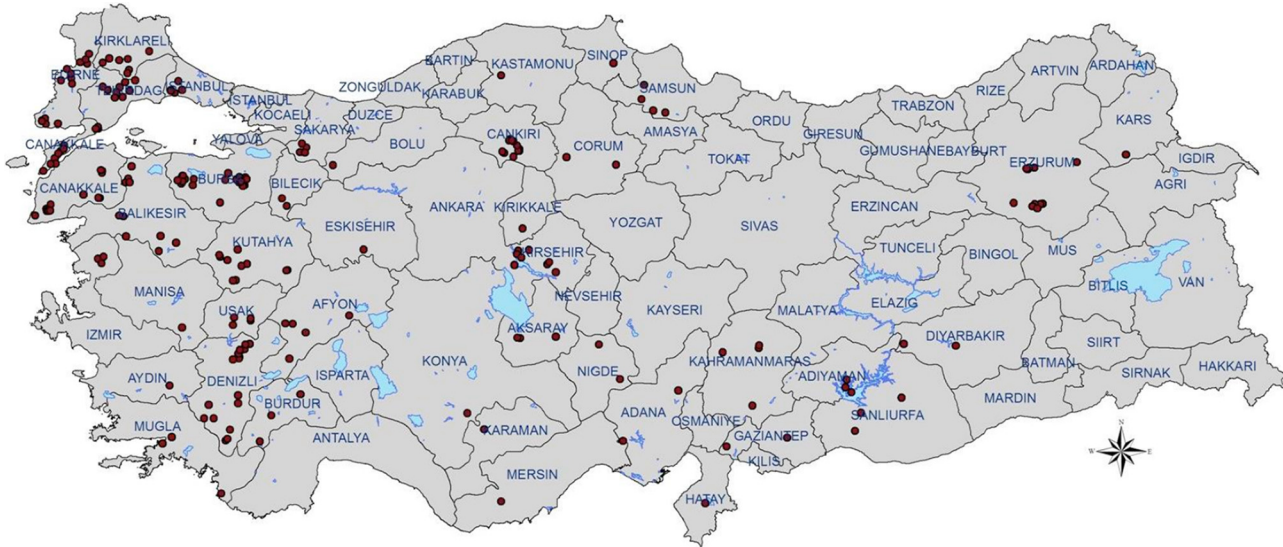 KIRKLARELI
SINOP
BARTIN
KASTAMONU
ARTVIN
ARDAHAN
EDIRNE
ZONGULDAK
KARABUK
SAMSUN
RIZE
TEKIRDAG
ISTANBUL
ISTANBUL
KOCAELI
DUZCE
TRABZON
KARS
SAKARYA
YALOVA
BOLU
CANKIRI
CORUM
AMASYA
ORDU
GIRESUN
CANAKKALE
GUMUSHANE
BAYBURT
ERZURUM
IGDIR
TOKAT
CANAKKALE
BURSA
BILECIK
AGRI
BALIKESIR
ESKISEHIR
ANKARA
KIRIKKALE
YOZGAT
SIVAS
ERZINCAN
KUTAHYA
TUNCELI
BINGOL
MUS
KIRSEHIR
MANISA
BITLIS
VAN
USAK
AFYON
NEVSEHIR
KAYSERI
MALATYA
ELAZIG
IZMIR
AKSARAY
DIYARBAKIR
SIIRT
KONYA
KAHRAMANMARAS
BATMAN
HAKKARI
AYDIN
DENIZLI
ISPARTA
NIGDE
ADIYAMAN
SIRNAK
BURDUR
MARDIN
MUGLA
ADANA
OSMANIYE
SANLIURFA
ANTALYA
KARAMAN
GAZIANTEP
KILIS
MERSIN
HATAY
N
W
E
S